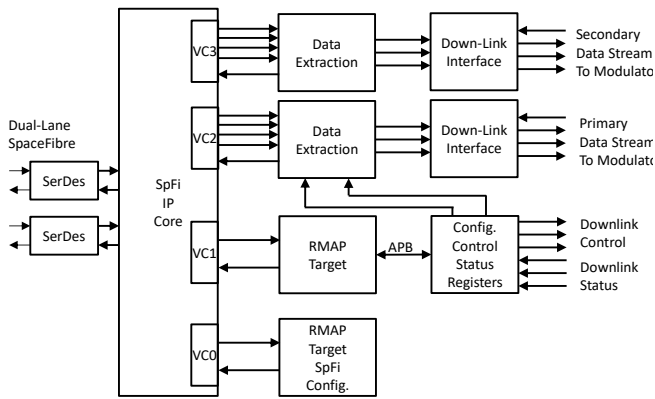 VC3
Data
Extraction
Down-Link
Interface
Secondary
Data Stream
To Modulator
Dual-Lane
SpaceFibre
SerDes
SerDes
SpFi
IP
Core
VC2
Data
Extraction
Down-Link
Interface
Primary
Data Stream
To Modulator
VC1
RMAP
Target
APB
Config.
Control
Status
Registers
Downlink
Control
Downlink
Status
VC0
RMAP
Target
SpFi
Config.